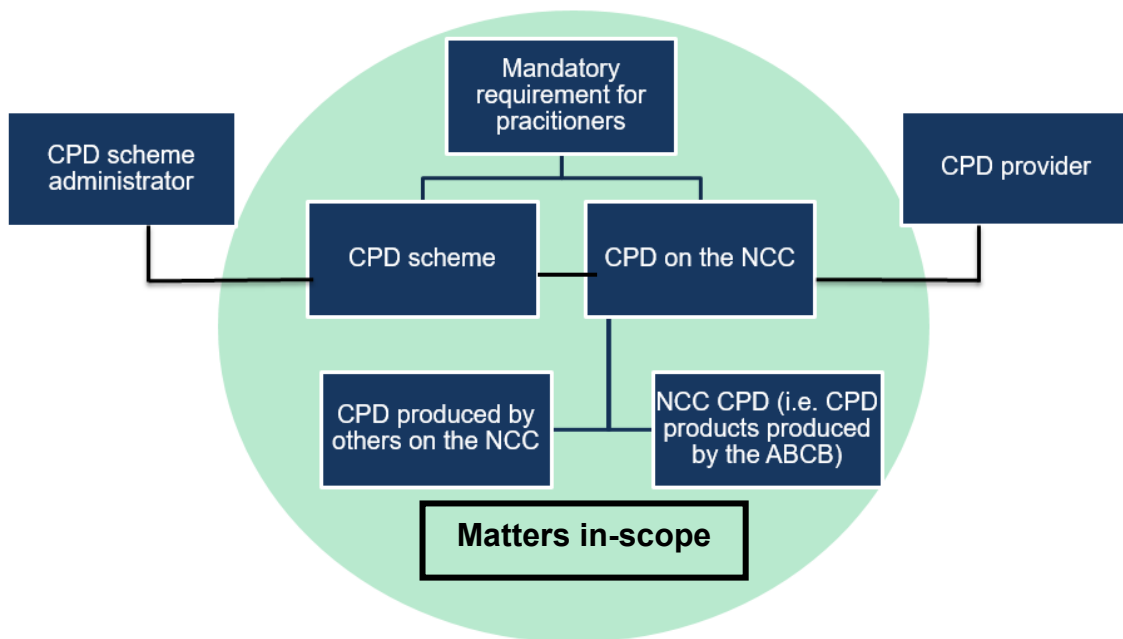 Mandatory
requirement for
pracitioners
CPD scheme
administrator
CPD provider
CPD scheme
CPD on the NCC
CPD produced by
others on the NCC
NCC CPD (i.e. CPD
products produced
by the ABCB)
Matters in-scope